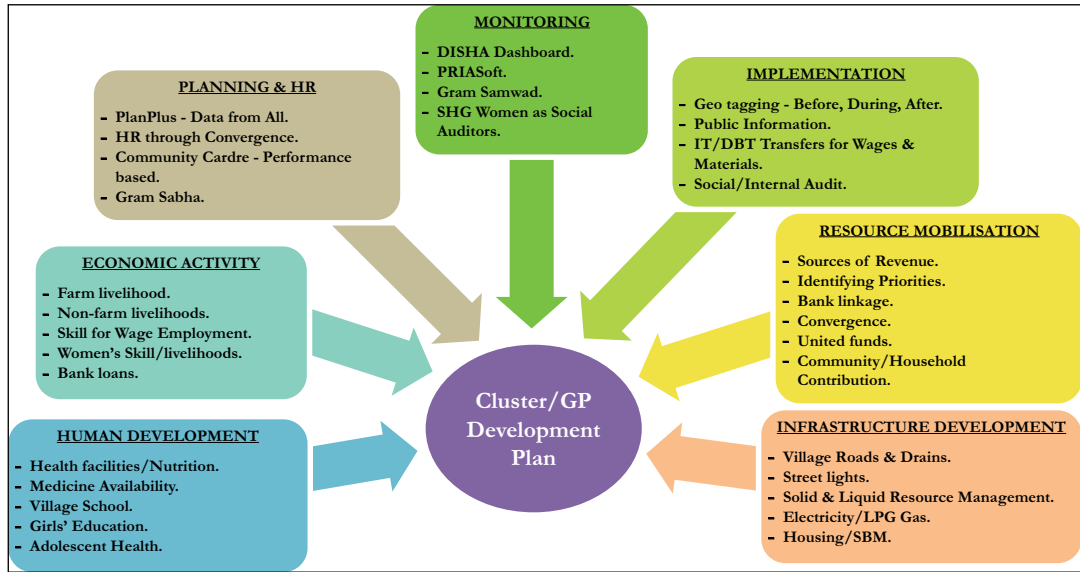 MONITORING
- DISHA Dashboard.
- PRIASoft.
- Gram Samwad.
- SHG Women as Social
Auditors.
PLANNING & HR
- PlanPlus - Data from All.
- HR through Convergence.
- Community Cardre - Performance
based.
- Gram Sabha.
IMPLEMENTATION
- Geo tagging - Before, During, After.
- Public Information.
- IT/DBT Transfers for Wages &
Materials.
- Social/Internal Audit.
ECONOMIC ACTIVITY
- Farm livelihood.
- Non-farm livelihoods.
- Skill for Wage Employment.
- Women's Skill/livelihoods.
- Bank loans.
RESOURCE MOBILISATION
- Sources of Revenue.
- Identifying Priorities.
- Bank linkage.
- Convergence.
- United funds.
- Community/Household
Contribution.
Cluster/GP
Development
Plan
HUMAN DEVELOPMENT
- Health facilities/Nutrition.
- Medicine Availability.
- Village School.
- Girls' Education.
- Adolescent Health.
INFRASTRUCTURE DEVELOPMENT
- Village Roads & Drains.
- Street lights.
- Solid & Liquid Resource Management.
- Electricity/LPG Gas.
- Housing/SBM.